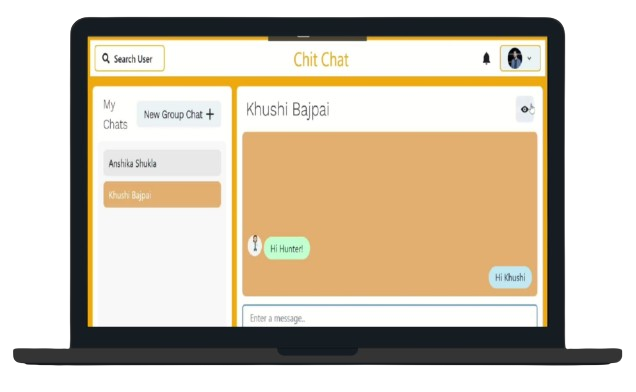 Search User
Chit Chat
My
Chats
New Group Chat +
Anshika Shukla
Khushi Bajpai
Khushi Bajpai
Hi Hunter!
Hi Khushi
Enter a message..